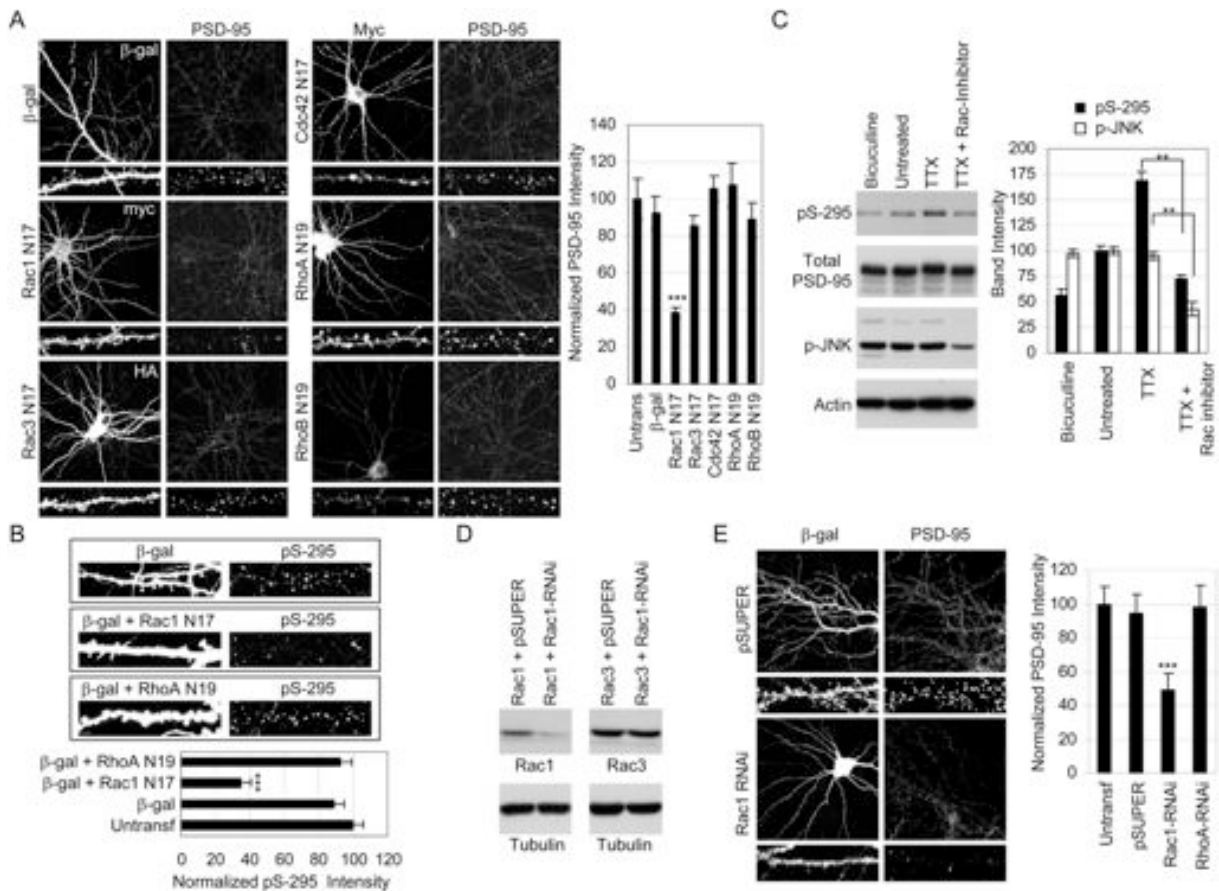 A
PSD-95
Myc
PSD-95
β-gal
β-gal
Cdc42 N17
Rac1 N17
myc
RhoA N19
Rac3 N17
HA
RhoB N19
Normalized PSD-95 Intensity
140
120
100
80
60
40
20
0
***
Untrans
β-gal
Rac1 N17
Rac3 N17
Cdc42 N17
RhoA N19
RhoB N19
C
Bicuculline
Untreated
TTX
TTX + Rac-Inhibitor
pS-295
Total
PSD-95
p-JNK
Actin
pS-295
p-JNK
Band Intensity
200
175
150
125
100
75
50
25
0
**
**
Bicuculline
Untreated
TTX
TTX +
Rac inhibitor
B
β-gal
pS-295
β-gal + Rac1 N17
pS-295
β-gal + RhoA N19
pS-295
β-gal + RhoA N19
β-gal + Rac1 N17
***
β-gal
Untransf
0 20 40 60 80 100 120
Normalized pS-295 Intensity
D
Rac1 + pSUPER
Rac1 + Rac1-RNAi
Rac3 + pSUPER
Rac3 + Rac1-RNAi
Rac1
Rac3
Tubulin
Tubulin
E
β-gal
PSD-95
pSUPER
Rac1 RNAi
Normalized PSD-95 Intensity
120
100
80
60
40
20
0
***
Untransf
pSUPER
Rac1-RNAi
RhoA-RNAi